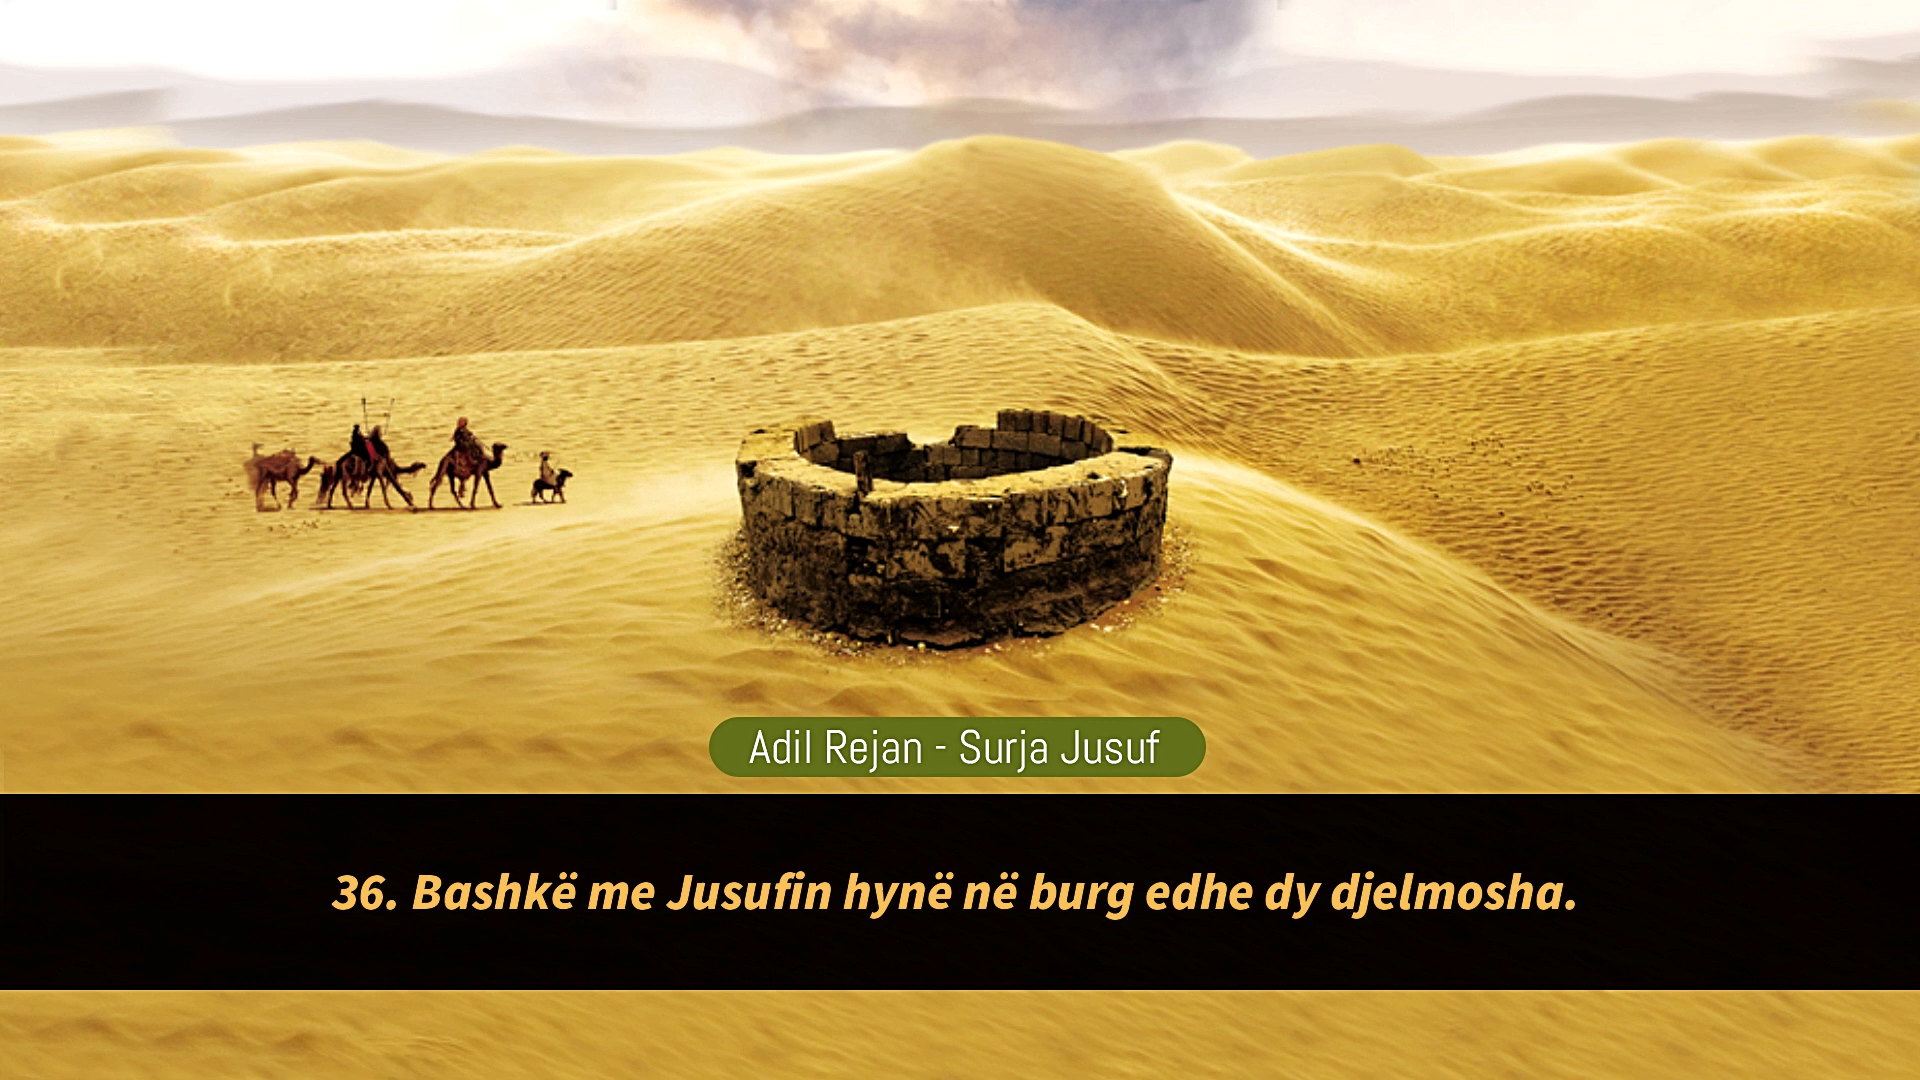 Adil Rejan - Surja Jusuf
36. Bashkë me Jusufin hynë në burg edhe dy djelmosha.